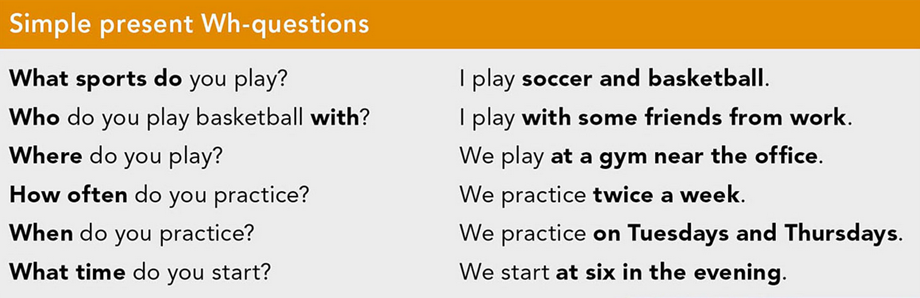 Simple present Wh-questions
What sports do you play? I play soccer and basketball.
Who do you play basketball with? I play with some friends from work.
Where do you play? We play at a gym near the office.
How often do you practice? We practice twice a week.
When do you practice? We practice on Tuesdays and Thursdays.
What time do you start? We start at six in the evening.